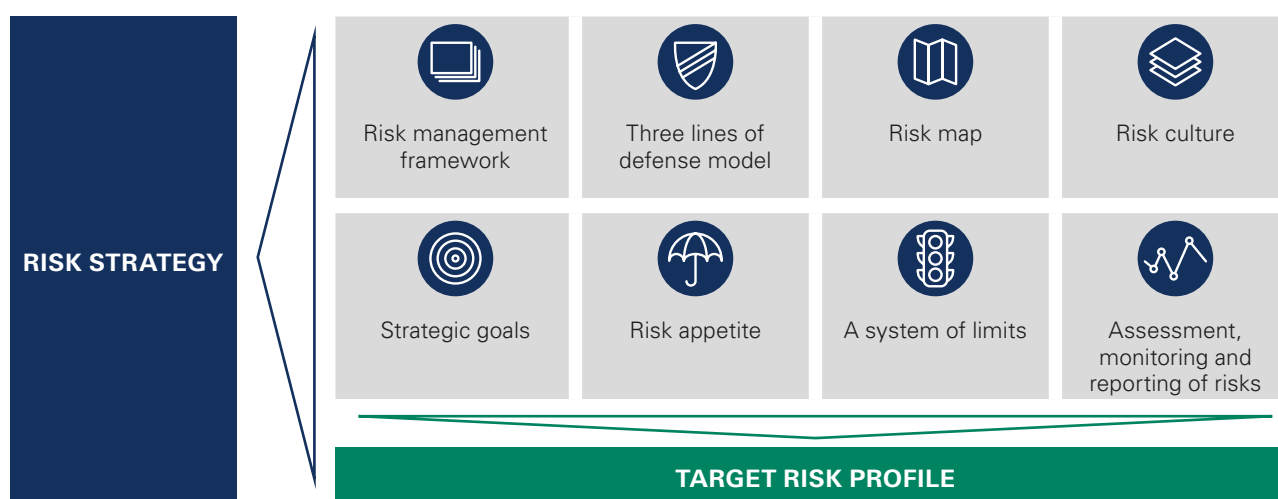 RISK STRATEGY
Risk management
framework
Three lines of
defense model
Risk map
Risk culture
Strategic goals
Risk appetite
A system of limits
Assessment,
monitoring and
reporting of risks
TARGET RISK PROFILE